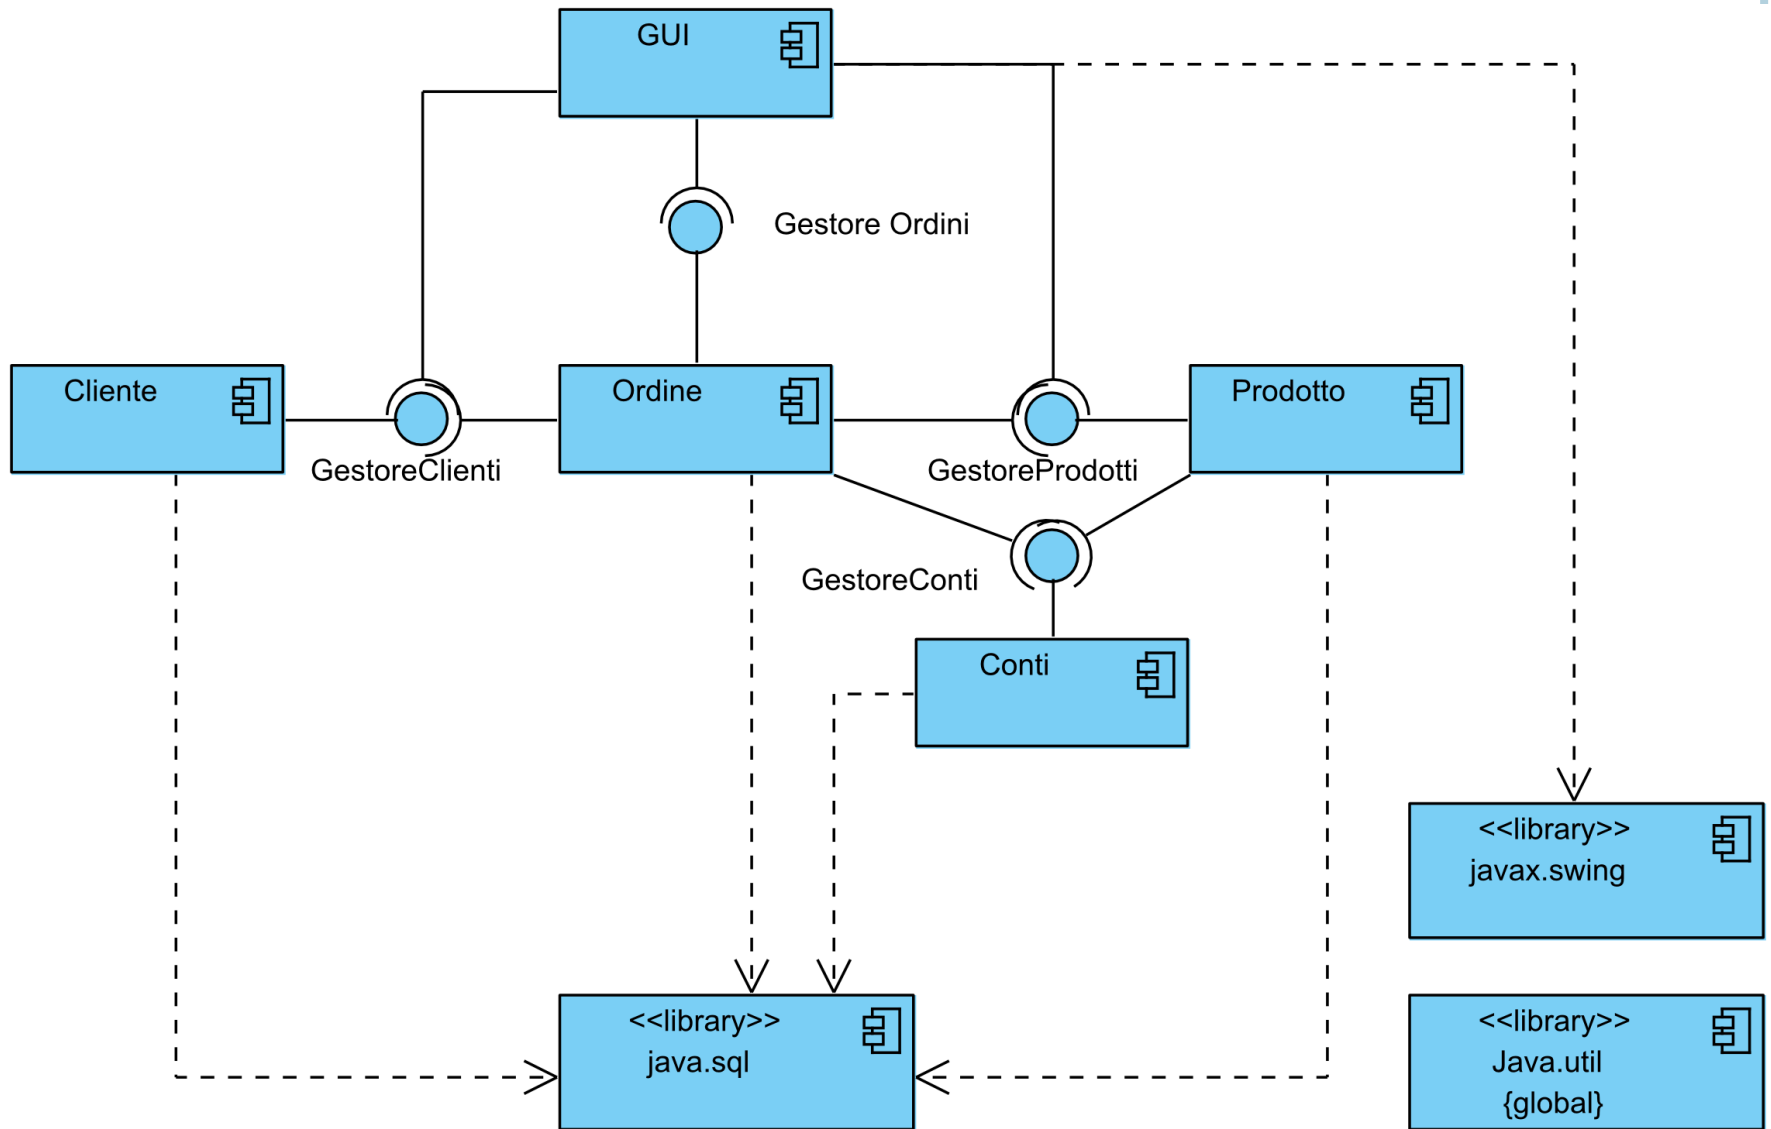 GUI
Gestore Ordini
Cliente
Ordine
Prodotto
GestoreClienti
GestoreProdotti
GestoreConti
Conti
<<library>>
javax.swing
<<library>>
java.sql
<<library>>
Java.util
{global}